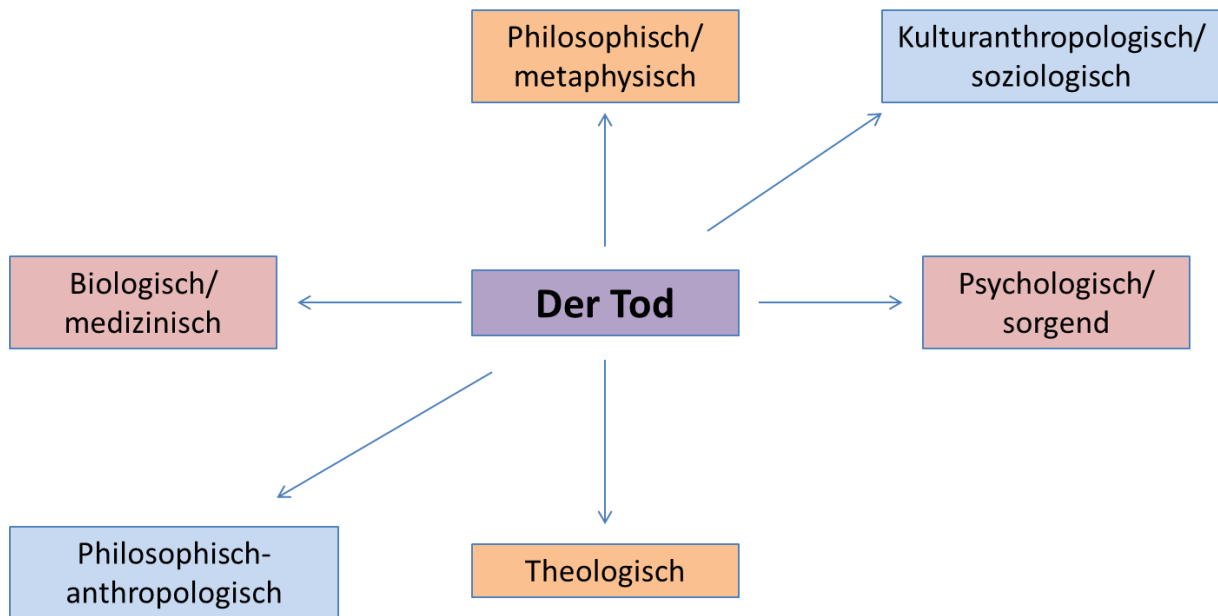 Philosophisch/
metaphysisch
Kulturanthropologisch/
soziologisch
Biologisch/
medizinisch
Der Tod
Psychologisch/
sorgend
Philosophisch-
anthropologisch
Theologisch